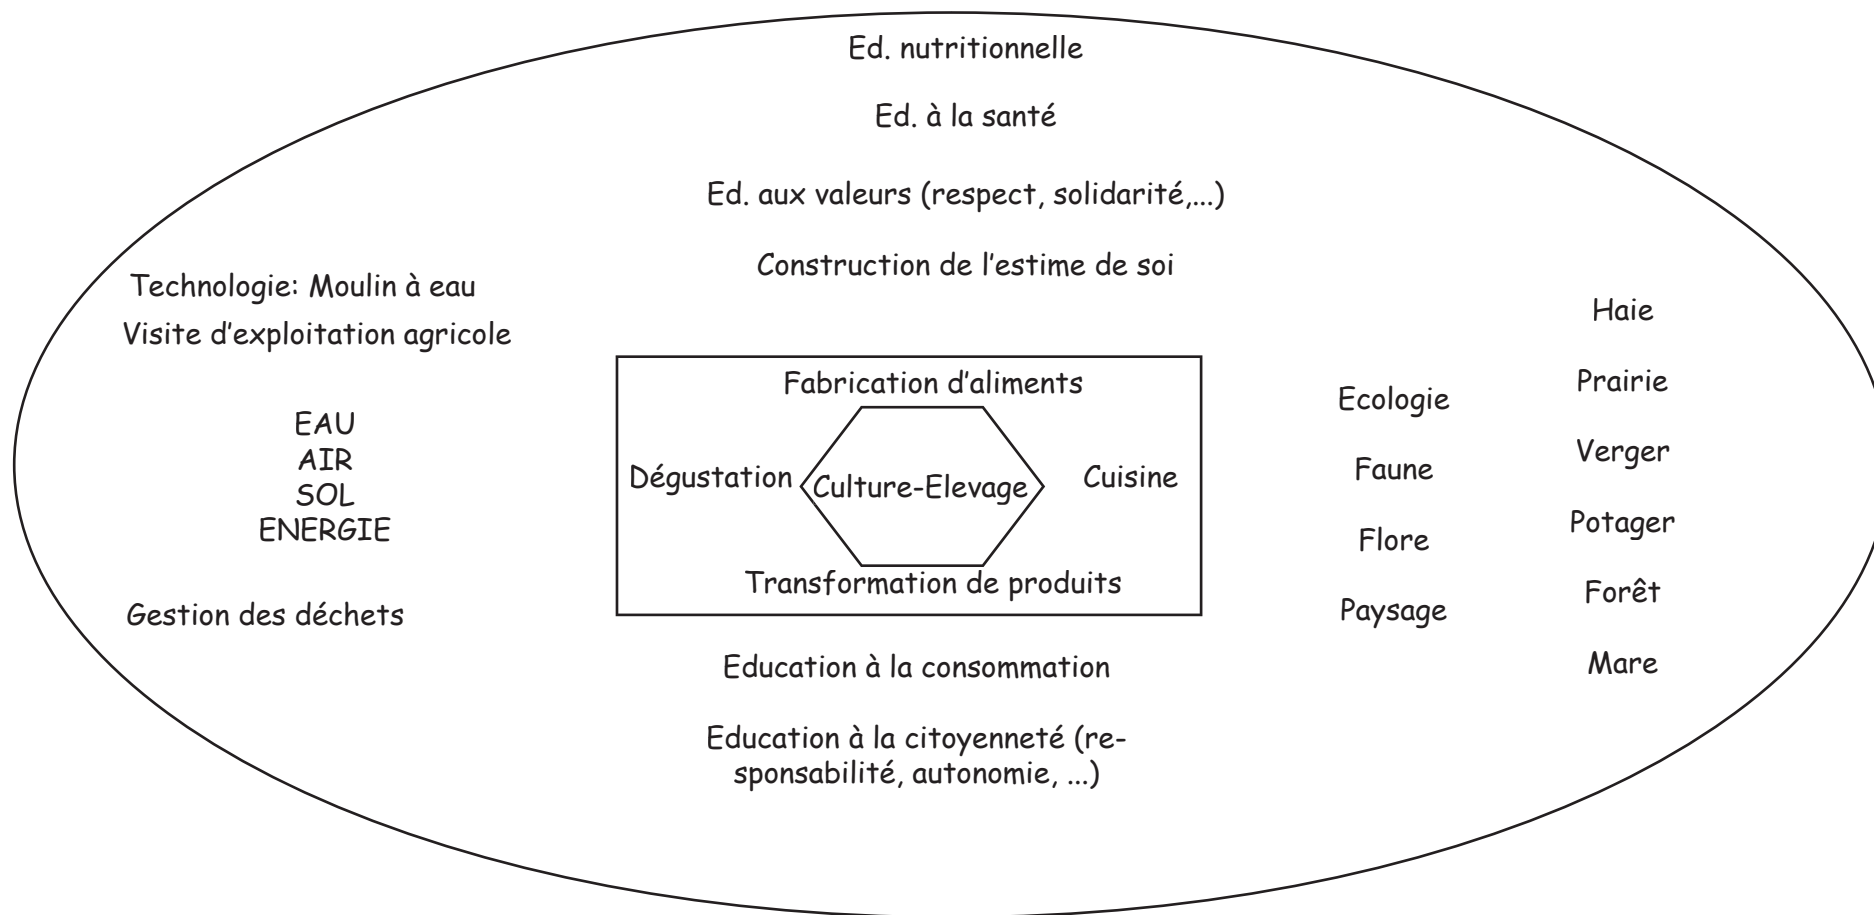 Ed. nutritionnelle
Ed. à la santé
Ed. aux valeurs (respect, solidarité,...)
Construction de l'estime de soi
Technologie: Moulin à eau
Visite d'exploitation agricole
EAU
AIR
SOL
ENERGIE
Gestion des déchets
Fabrication d'aliments
Dégustation
Culture-Elevage
Cuisine
Transformation de produits
Education à la consommation
Education à la citoyenneté (re-
sponsabilité, autonomie, ...)
Ecologie
Faune
Flore
Paysage
Haie
Prairie
Verger
Potager
Forêt
Mare